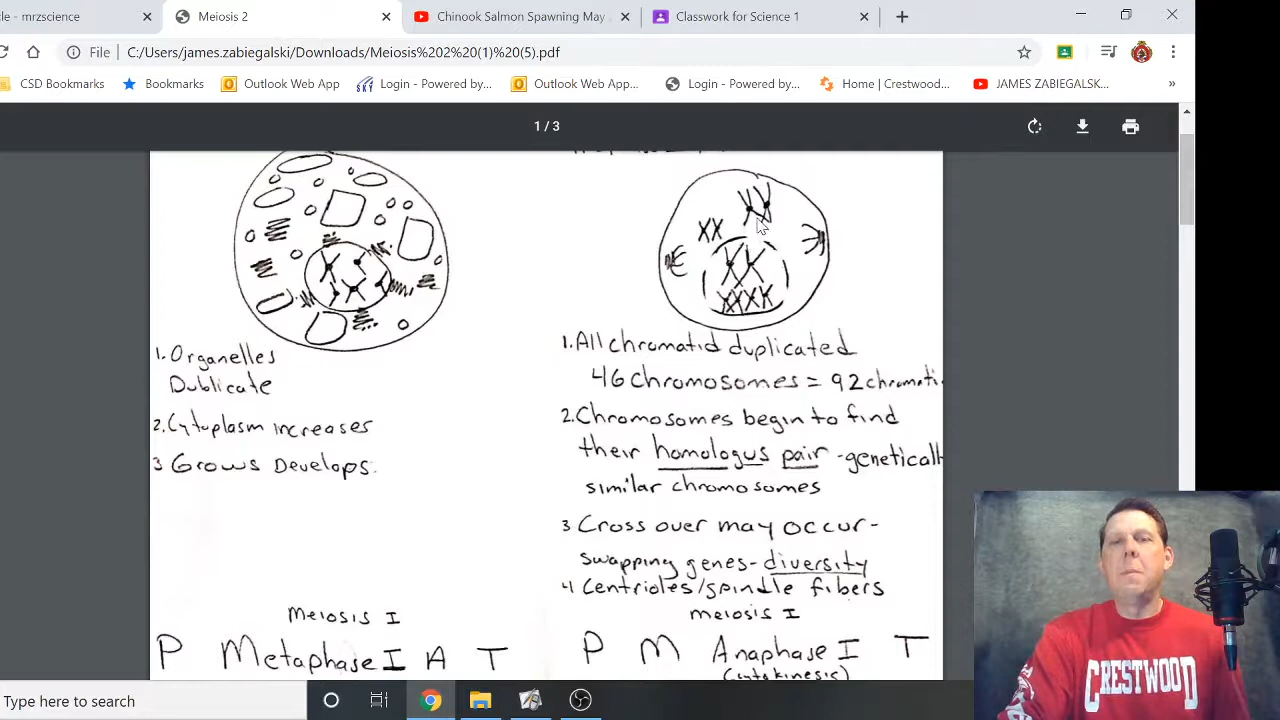 cle - mrzscience
Meiosis 2
Chinook Salmon Spawning May
Classwork for Science 1
File
C:/Users/james.zabiegalski/Downloads/Meiosis%202%20(1)%20(5).pdf
CSD Bookmarks
Bookmarks
Outlook Web App
Login - Powered by...
Outlook Web App...
Login - Powered by...
Home | Crestwood...
JAMES ZABIEGALSK...
»
1 / 3
1. Organelles
Dublicate
2. Cytoplasm increases
3 Grows Develops.
1. All chromatid duplicated
46 chromosomes = 92 chromati
2. Chromosomes begin to find
their homologus pair - geneticall
similar chromosomes
3 Cross over may occur -
swapping genes - diversity
4 Centrioles/spindle fibers
Meiosis I
P Metaphase I A T
meiosis I
P M Anaphase I T
(cytokinesis)
CRESTWOOD
Type here to search